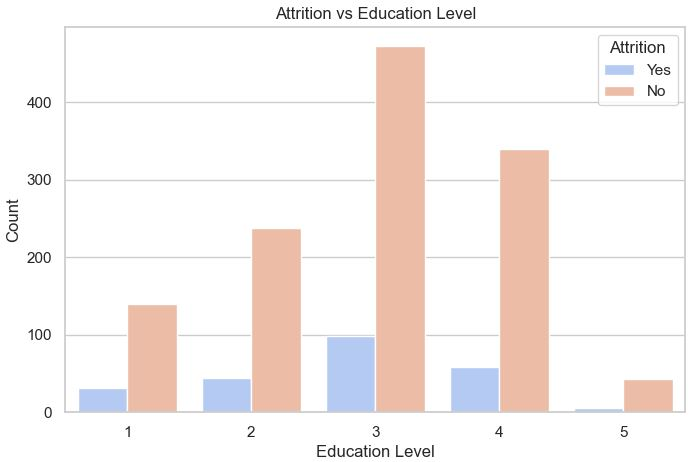 Attrition vs Education Level
Attrition
Yes
No
Count
400
300
200
100
0
1 2 3 4 5
Education Level